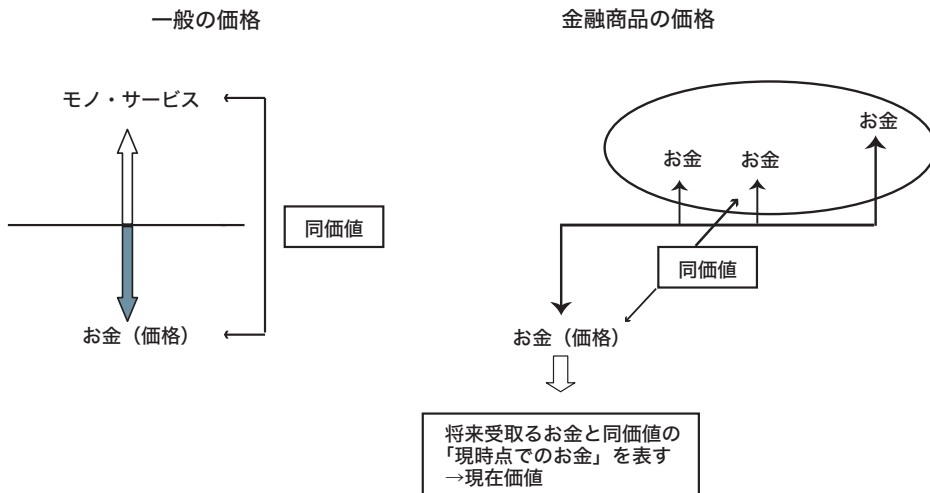 一般の価格
モノ・サービス
同価値
お金（価格）
金融商品の価格
お金
お金
お金
同価値
お金（価格）
将来受取るお金と同価値の
「現時点でのお金」を表す
→現在価値